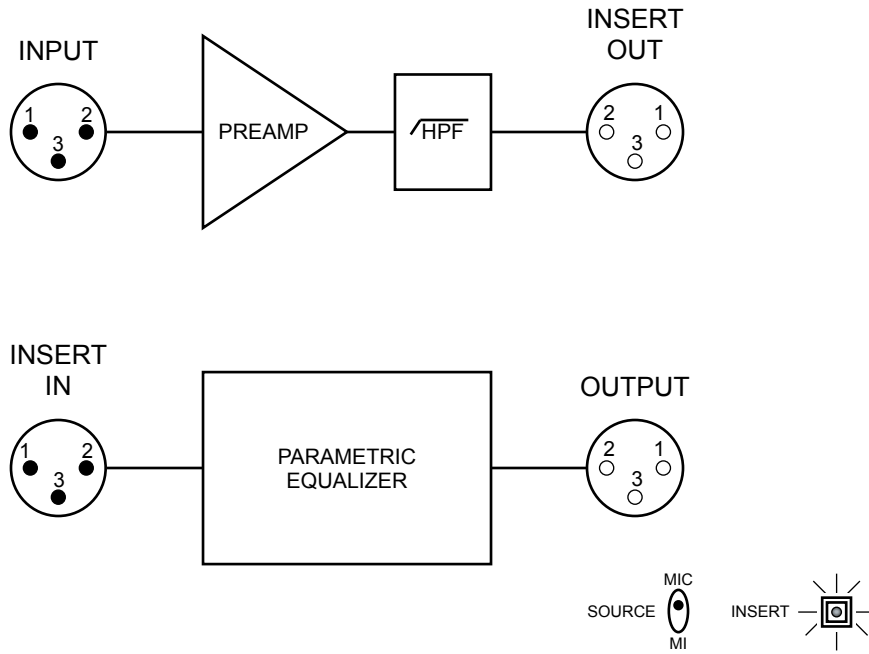 INPUT
1 2
3
PREAMP
HPF
INSERT
OUT
2 1
3
INSERT
IN
1 2
3
PARAMETRIC
EQUALIZER
OUTPUT
2 1
3
MIC
SOURCE
MI
INSERT